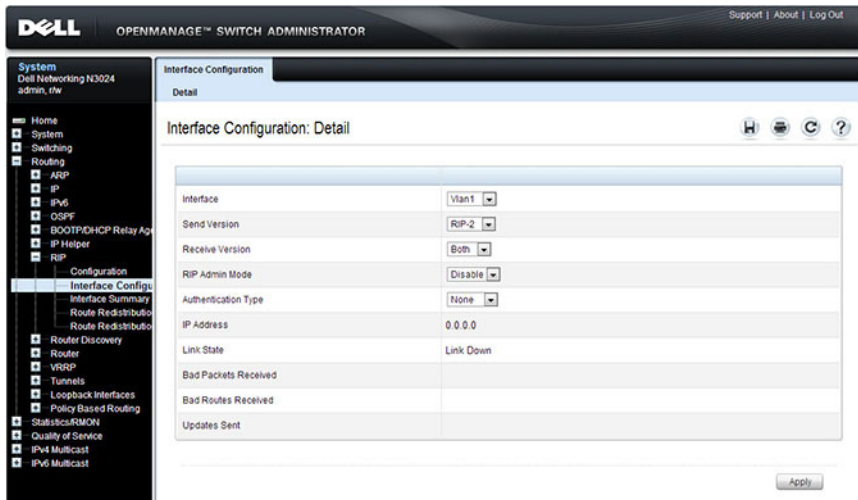 DELL
OPENMANAGE™ SWITCH ADMINISTRATOR
Support | About | Log Out
System
Dell Networking N3024
admin, r/w
Home
System
Switching
Routing
ARP
IP
IPv6
OSPF
BOOTP/DHCP Relay Age
IP Helper
RIP
Configuration
Interface Configu
Interface Summary
Route Redistributio
Route Redistributio
Router Discovery
Router
VRRP
Tunnels
Loopback Interfaces
Policy Based Routing
Statistics/RMON
Quality of Service
IPv4 Multicast
IPv6 Multicast
Interface Configuration
Detail
Interface Configuration: Detail
Interface Vlan1
Send Version RIP-2
Receive Version Both
RIP Admin Mode Disable
Authentication Type None
IP Address 0.0.0.0
Link State Link Down
Bad Packets Received
Bad Routes Received
Updates Sent
Apply